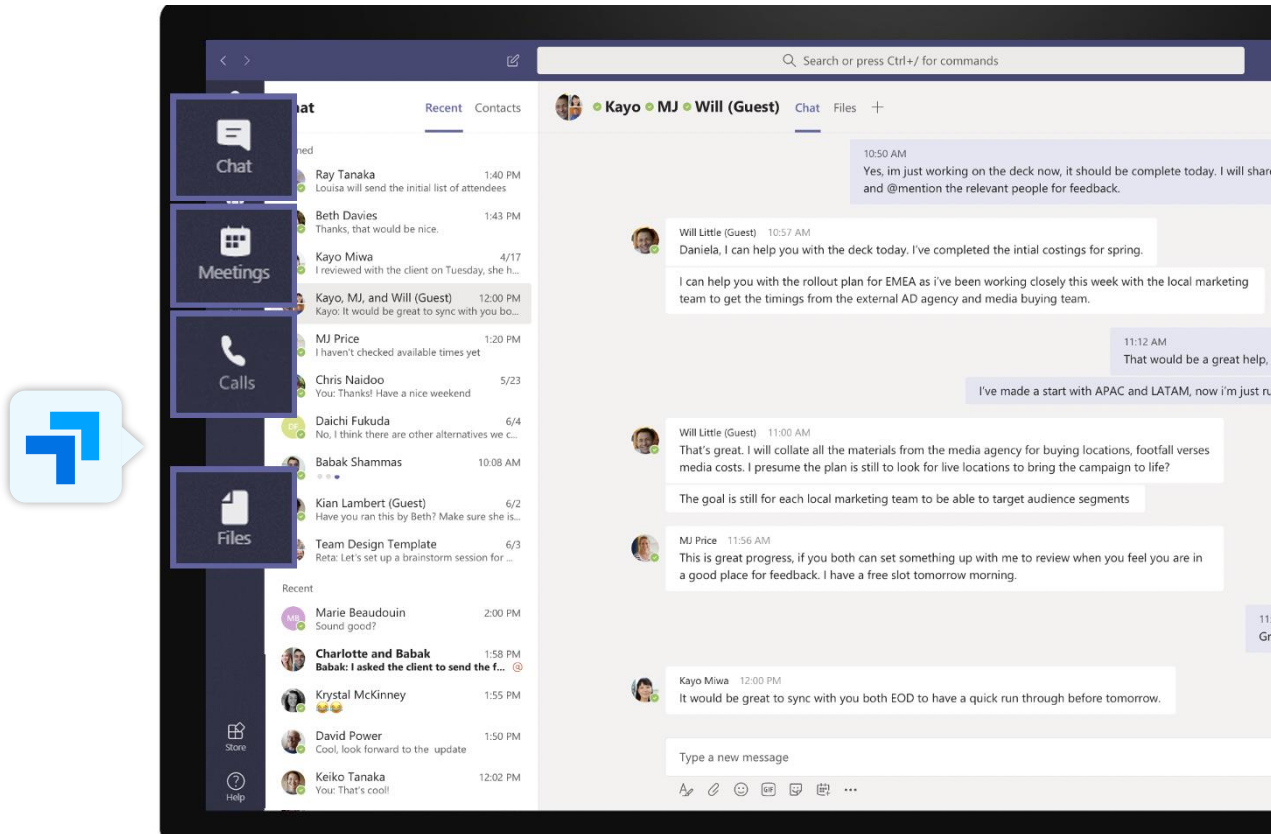 Search or press Ctrl+/ for commands
Chat
Meetings
Calls
Files
Store
Help
hat
Recent
Contacts
ned
Ray Tanaka
1:40 PM
Louisa will send the initial list of attendees
Beth Davies
1:43 PM
Thanks, that would be nice.
Kayo Miwa
4/17
I reviewed with the client on Tuesday, she h...
Kayo, MJ, and Will (Guest)
12:00 PM
Kayo: It would be great to sync with you bo...
MJ Price
1:20 PM
I haven't checked available times yet
Chris Naidoo
5/23
You: Thanks! Have a nice weekend
DF
Daichi Fukuda
6/4
No, I think there are other alternatives we c...
Babak Shammas
10:08 AM
Kian Lambert (Guest)
6/2
Have you ran this by Beth? Make sure she is...
Team Design Template
6/3
Reta: Let's set up a brainstorm session for ...
Recent
MB
Marie Beaudouin
2:00 PM
Sound good?
Charlotte and Babak
1:58 PM
Babak: I asked the client to send the f... @
Krystal McKinney
1:55 PM
David Power
1:50 PM
Cool, look forward to the update
Keiko Tanaka
12:02 PM
You: That's cool!
Kayo MJ Will (Guest)
Chat
Files
10:50 AM
Yes, im just working on the deck now, it should be complete today. I will share
and @mention the relevant people for feedback.
Will Little (Guest) 10:57 AM
Daniela, I can help you with the deck today. I've completed the intial costings for spring.
I can help you with the rollout plan for EMEA as i've been working closely this week with the local marketing
team to get the timings from the external AD agency and media buying team.
11:12 AM
That would be a great help,
I've made a start with APAC and LATAM, now i'm just ru
Will Little (Guest) 11:00 AM
That's great. I will collate all the materials from the media agency for buying locations, footfall verses
media costs. I presume the plan is still to look for live locations to bring the campaign to life?
The goal is still for each local marketing team to be able to target audience segments
MJ Price 11:56 AM
This is great progress, if you both can set something up with me to review when you feel you are in
a good place for feedback. I have a free slot tomorrow morning.
11:
Gr
Kayo Miwa 12:00 PM
It would be great to sync with you both EOD to have a quick run through before tomorrow.
Type a new message
GIF